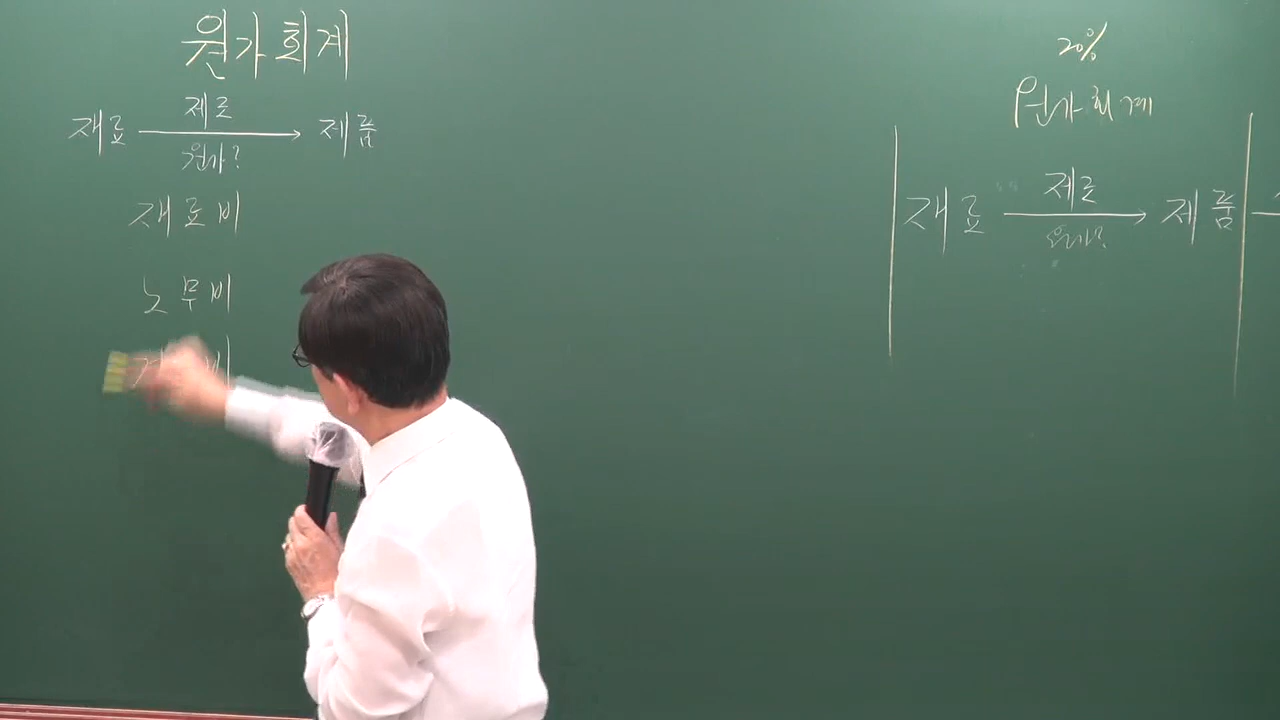 원가회계
제조
재료 → 제품
원가?
재료비
노무비
비
20%
원가회계
제조
재료 → 제품
원가?